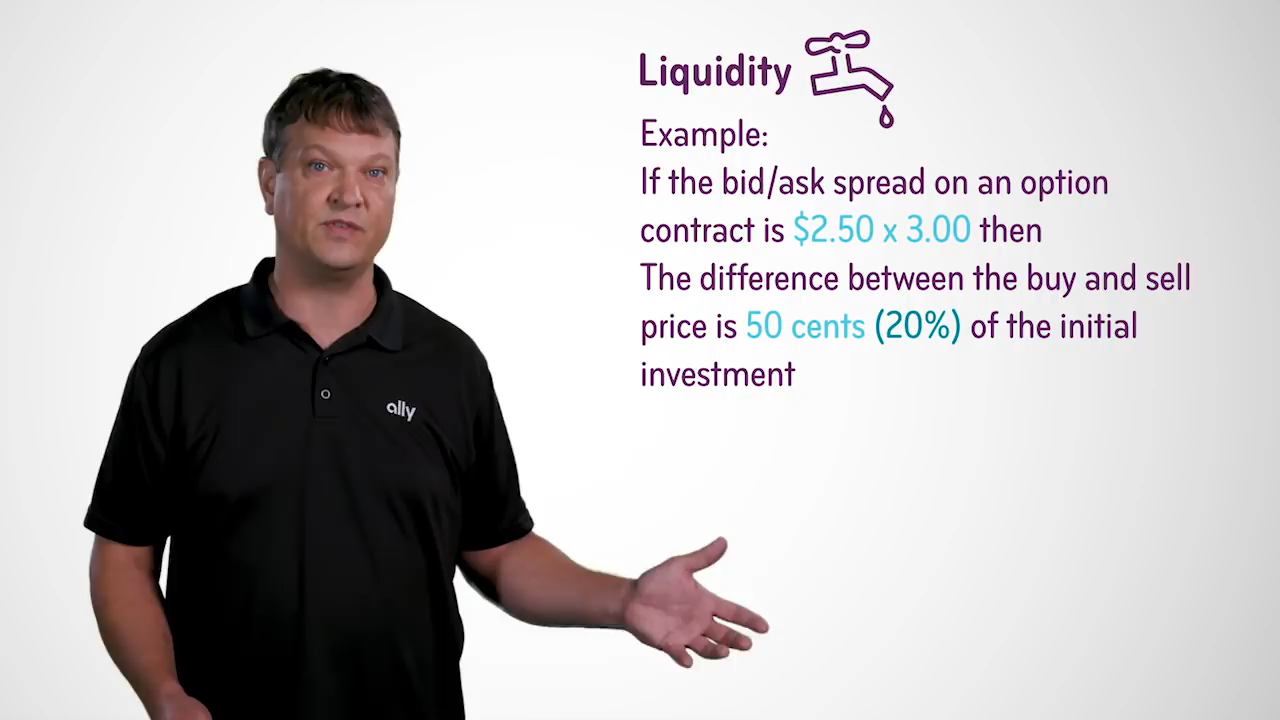 Liquidity
Example:
If the bid/ask spread on an option
contract is $2.50 x 3.00 then
The difference between the buy and sell
price is 50 cents (20%) of the initial
investment
ally